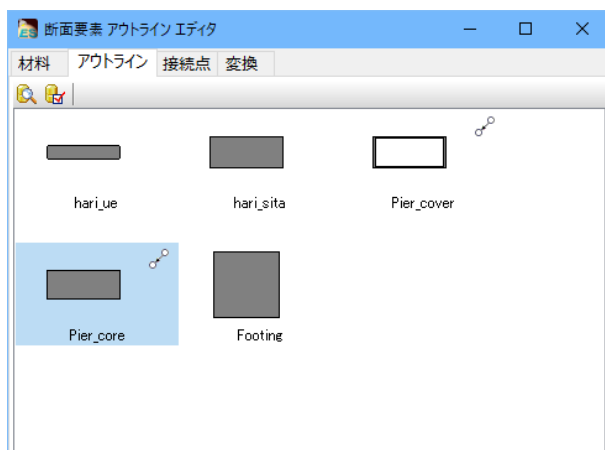 断面要素 アウトライン エディタ
材料 アウトライン 接続点 変換
hari_ue hari_sita Pier_cover
Pier_core Footing